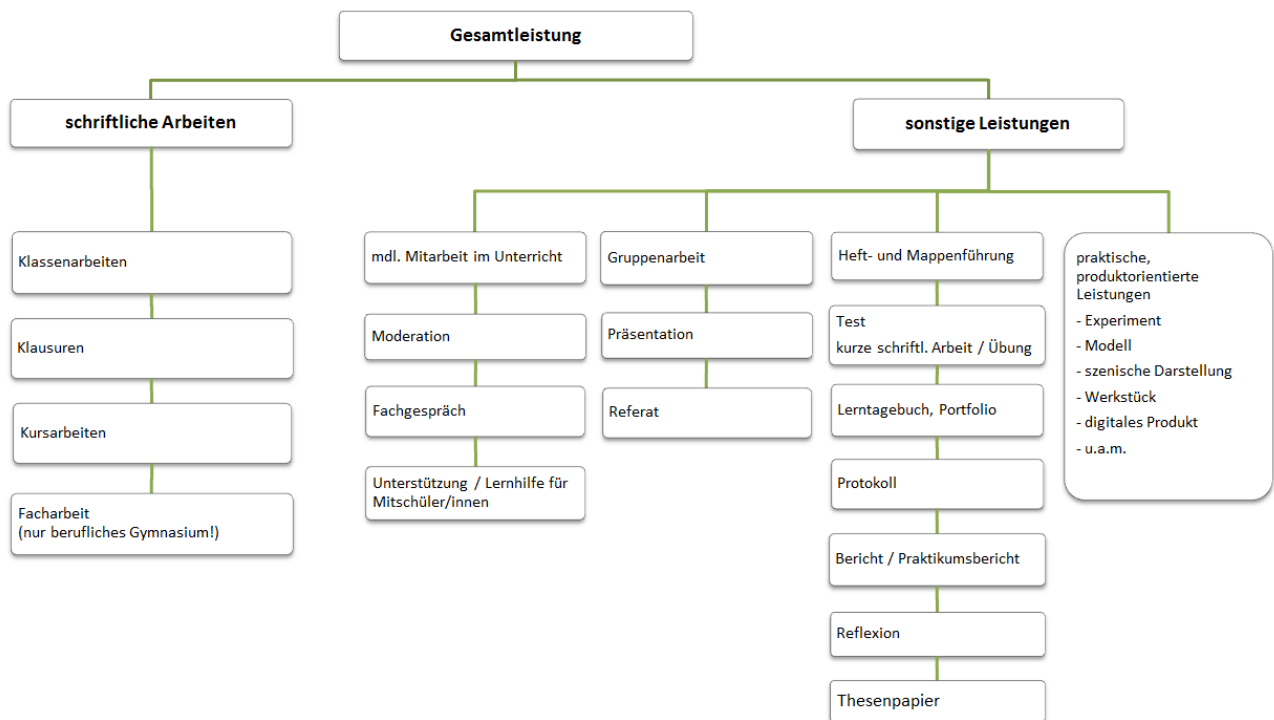 Gesamtleistung
schriftliche Arbeiten
sonstige Leistungen
Klassenarbeiten
Klausuren
Kursarbeiten
Facharbeit
(nur berufliches Gymnasium!)
mdl. Mitarbeit im Unterricht
Moderation
Fachgespräch
Unterstützung / Lernhilfe für
Mitschüler/innen
Gruppenarbeit
Präsentation
Referat
Heft- und Mappenführung
Test
kurze schriftl. Arbeit / Übung
Lerntagebuch, Portfolio
Protokoll
Bericht / Praktikumsbericht
Reflexion
Thesenpapier
praktische,
produktorientierte
Leistungen
- Experiment
- Modell
- szenische Darstellung
- Werkstück
- digitales Produkt
- u.a.m.